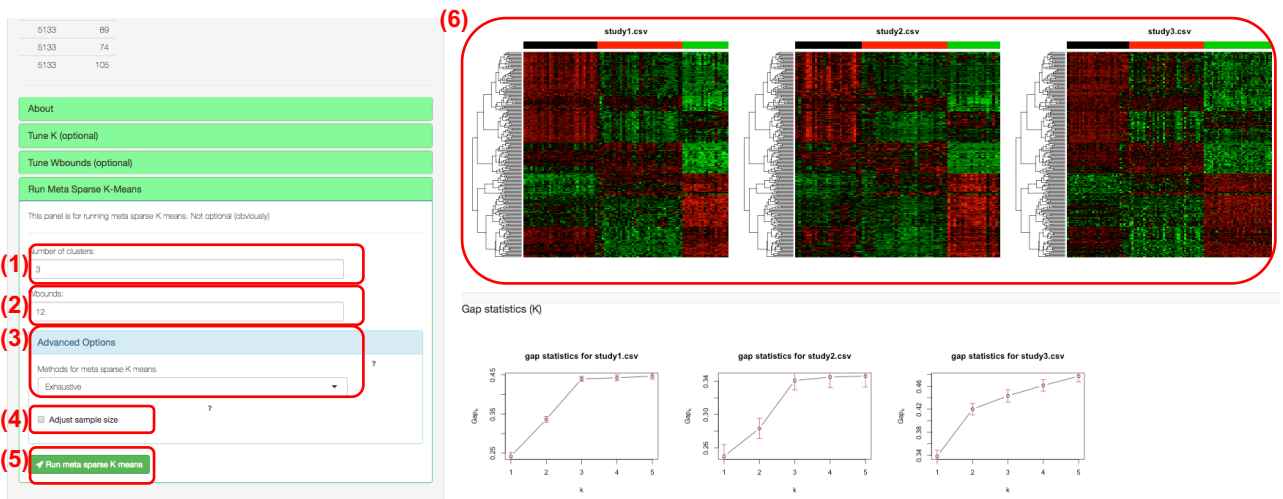 5133 89
5133 74
5133 105
About
Tune K (optional)
Tune Wbounds (optional)
Run Meta Sparse K-Means
This panel is for running meta sparse K means. Not optional (obviously)
(1)
Number of clusters:
3
(2)
Wbounds:
12
(3)
Advanced Options
?
Methods for meta sparse K means
Exhaustive
?
(4)
Adjust sample size
(5)
Run meta sparse K means
(6)
study1.csv study2.csv study3.csv
Gap statistics (K)
gap statistics for study1.csv
Gapₖ
0.45
0.35
0.25
1 2 3 4 5
k
gap statistics for study2.csv
Gapₖ
0.34
0.30
0.26
1 2 3 4 5
k
gap statistics for study3.csv
Gapₖ
0.46
0.42
0.38
0.34
1 2 3 4 5
k